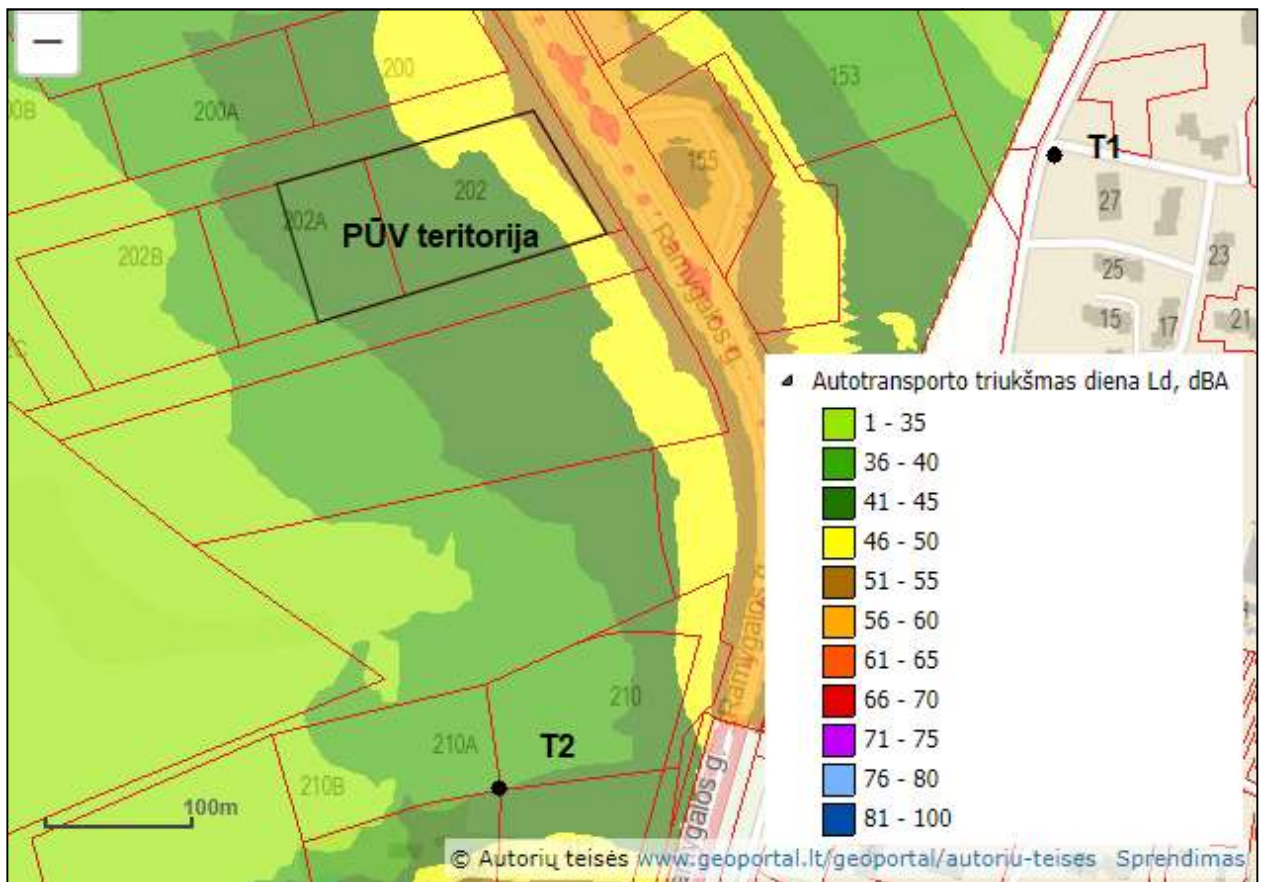 200
200A
00B
153
155
T1
27
202
202A
PŪV teritorija
202B
Ramygalos g.
23
25
15
17
21
Autotransporto triukšmas diena Ld, dBA
1 - 35
36 - 40
41 - 45
46 - 50
51 - 55
56 - 60
61 - 65
66 - 70
71 - 75
76 - 80
81 - 100
Ramygalos g.
210
210A
T2
210B
100m
Ramygalos g.
© Autorių teisės www.geoportal.lt/geoportal/autoriu-teises Sprendimas